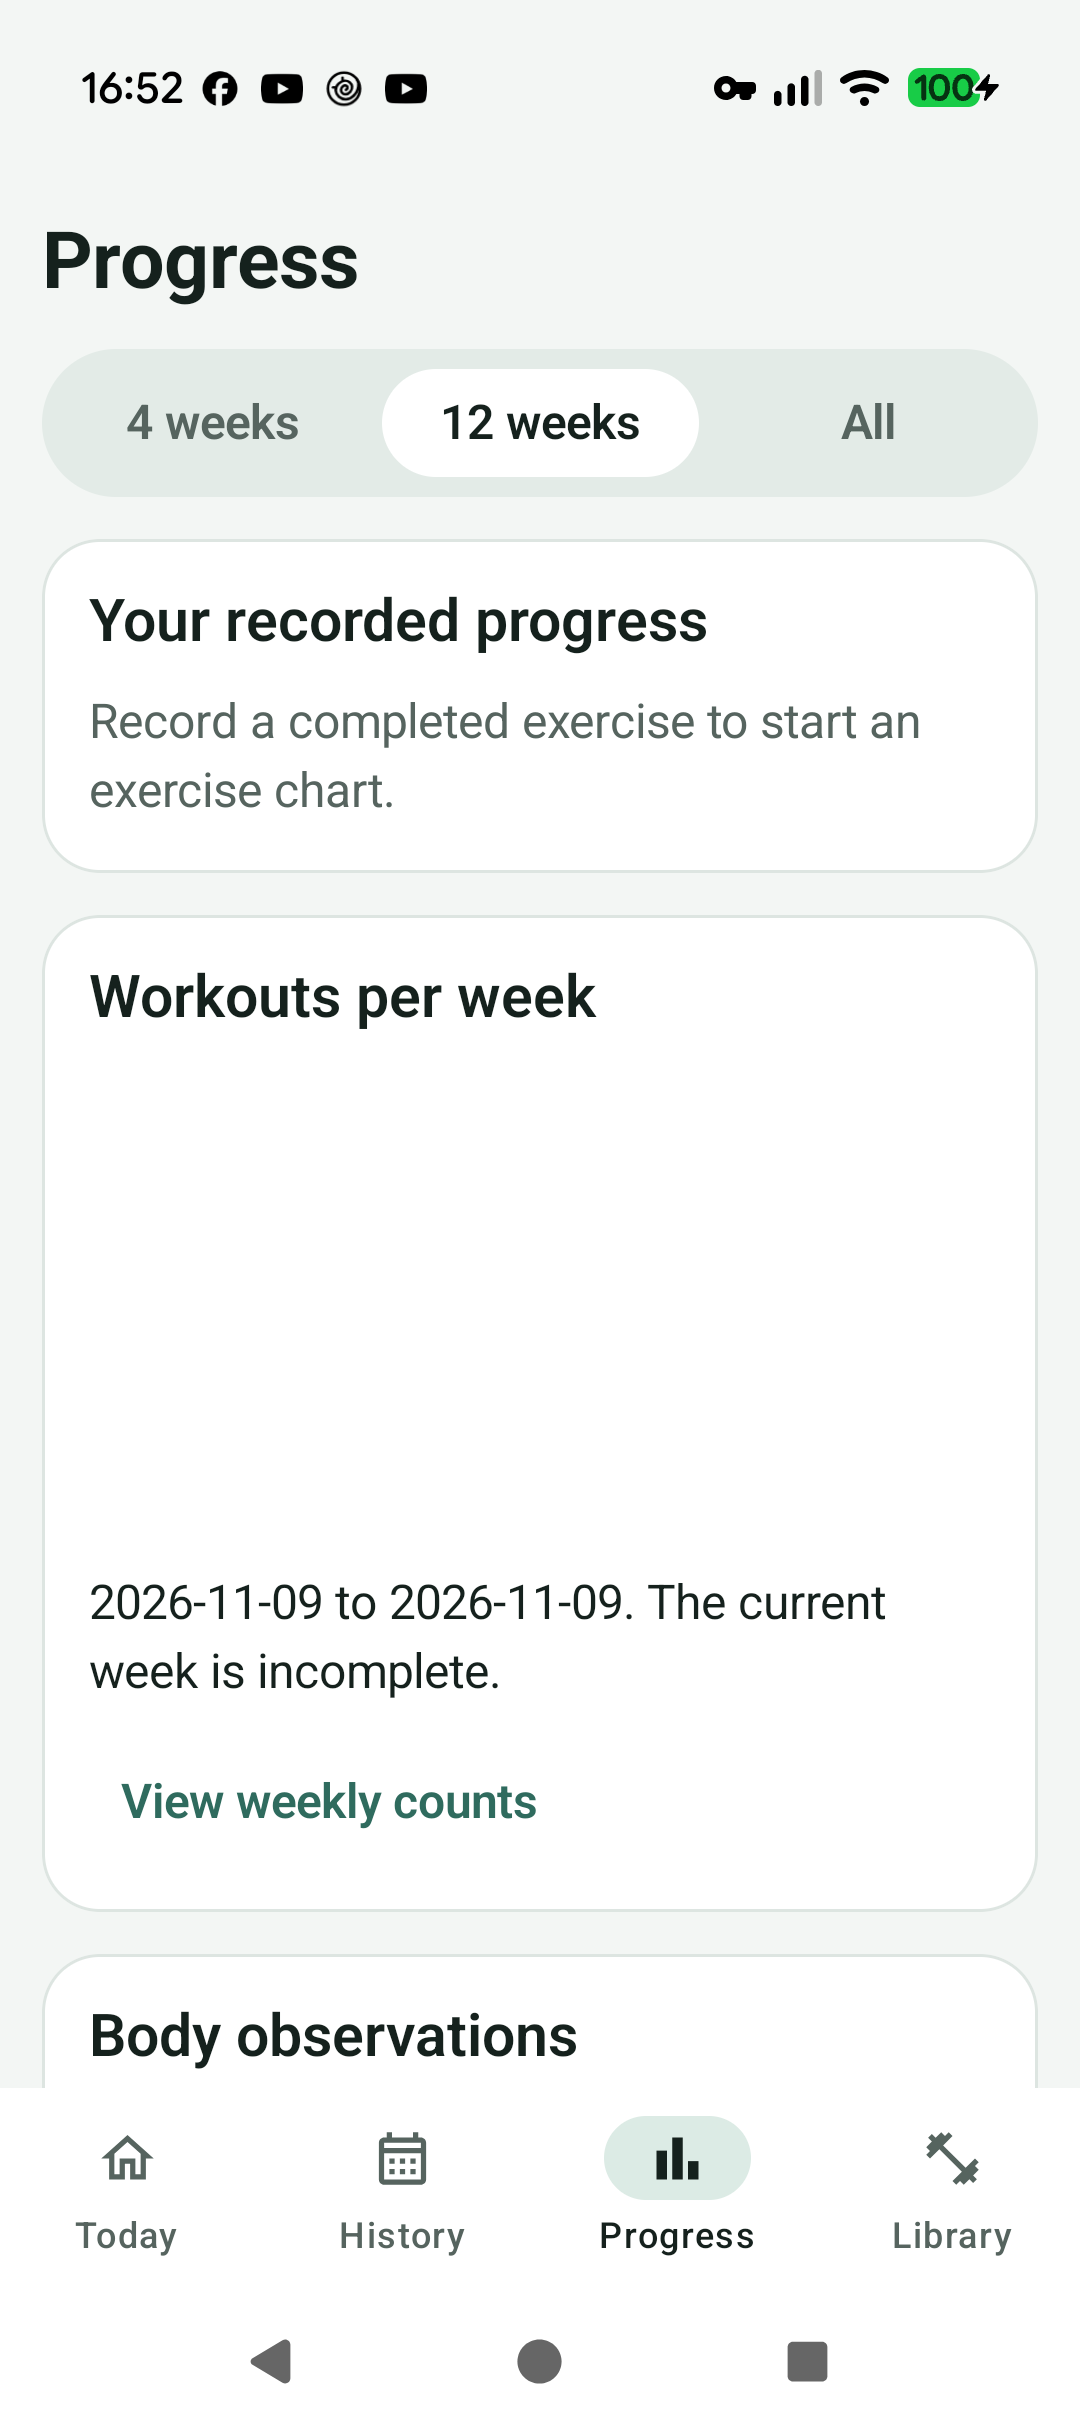 16:52
100
Progress
4 weeks
12 weeks
All
Your recorded progress
Record a completed exercise to start an
exercise chart.
Workouts per week
2026-11-09 to 2026-11-09. The current
week is incomplete.
View weekly counts
Body observations
Today
History
Progress
Library